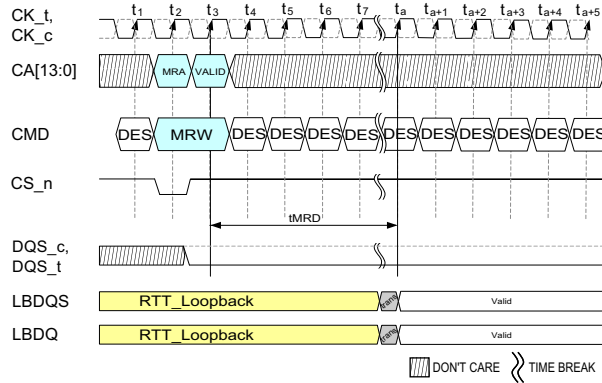 CK_t, t1 t2 t3 t4 t5 t6 t7 ta ta+1 ta+2 ta+3 ta+4 ta+5
CK_c
CA[13:0] MRA VALID
CMD DES MRW DES DES DES DES DES DES DES DES DES DES
CS_n
tMRD
DQS_c,
DQS_t
LBDQS RTT_Loopback trans Valid
LBDQ RTT_Loopback trans Valid
DON'T CARE TIME BREAK